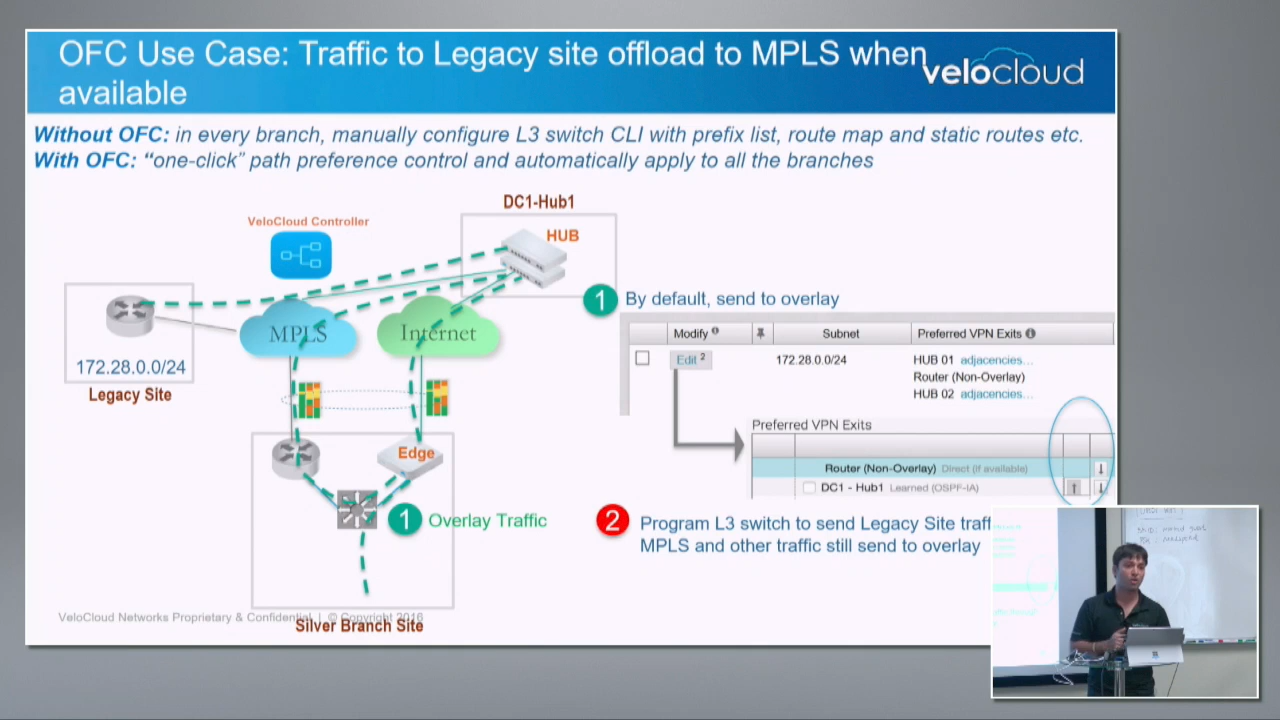 OFC Use Case: Traffic to Legacy site offload to MPLS when
available
velocloud
Without OFC: in every branch, manually configure L3 switch CLI with prefix list, route map and static routes etc.
With OFC: “one-click” path preference control and automatically apply to all the branches
DC1-Hub1
VeloCloud Controller
HUB
MPLS
Internet
172.28.0.0/24
Legacy Site
Edge
1 Overlay Traffic
Silver Branch Site
1 By default, send to overlay
Modify Subnet Preferred VPN Exits
Edit 2 172.28.0.0/24 HUB 01 adjacencies...
Router (Non-Overlay)
HUB 02 adjacencies...
Preferred VPN Exits
Router (Non-Overlay) Direct (if available)
DC1 - Hub1 Learned (OSPF-IA)
2 Program L3 switch to send Legacy Site traff
MPLS and other traffic still send to overlay
VeloCloud Networks Proprietary & Confidential | © Copyright 2016